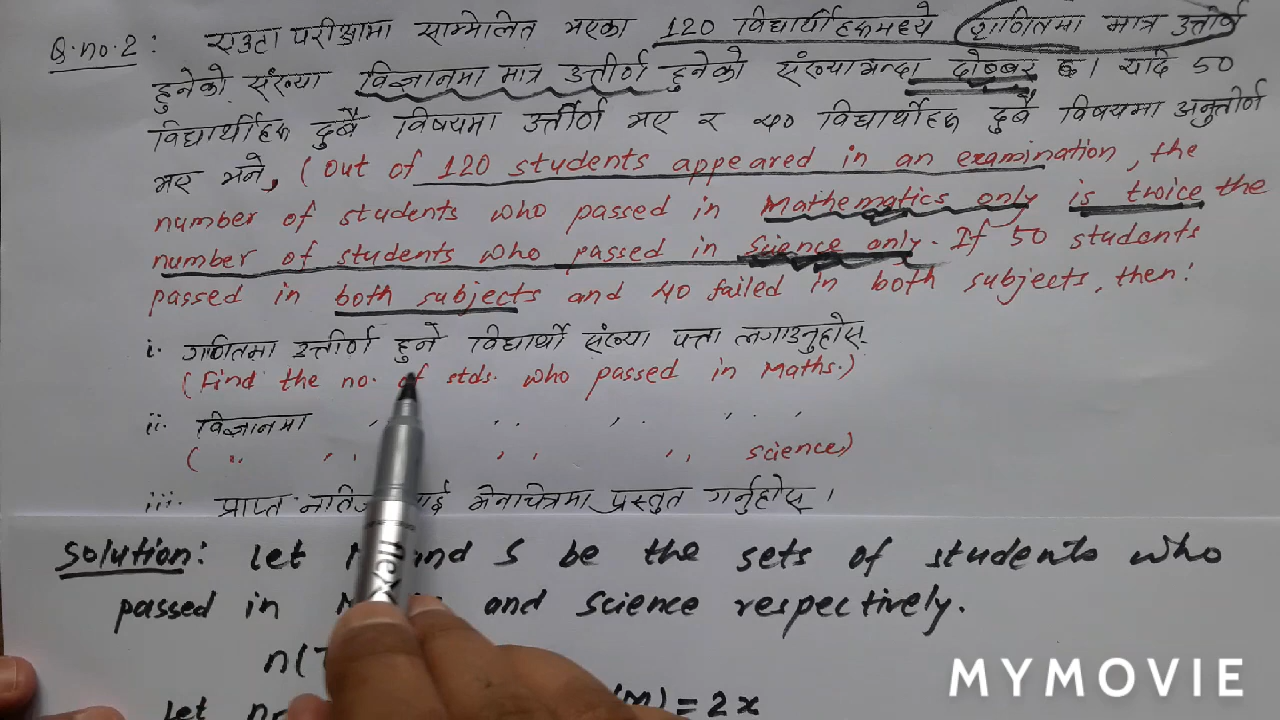 Q.no.2: एउटा परीक्षामा सम्मिलित भएका 120 विद्यार्थीहरूमध्ये गणितमा मात्र उत्तीर्ण
हुनेको संख्या विज्ञानमा मात्र उत्तीर्ण हुनेको संख्याभन्दा दोब्बर छ। यदि 50
विद्यार्थीहरू दुबै विषयमा उत्तीर्ण भए र ४० विद्यार्थीहरू दुबै विषयमा अनुत्तीर्ण
भए भने, (Out of 120 students appeared in an examination, the
number of students who passed in Mathematics only is twice the
number of students who passed in Science only. If 50 students
passed in both subjects and 40 failed in both subjects, then:
i. गणितमा उत्तीर्ण हुने विद्यार्थी संख्या पत्ता लगाउनुहोस्
(Find the no. of stds. who passed in Maths.)
ii. विज्ञानमा ,, ,, ,, ,,
( ,, ,, ,, ,, science)
iii. प्राप्त भेनचित्रमा प्रस्तुत गर्नुहोस्।
Solution: Let and S be the sets of students who
passed in and Science respectively.
n(
Let = 2x
MYMOVIE